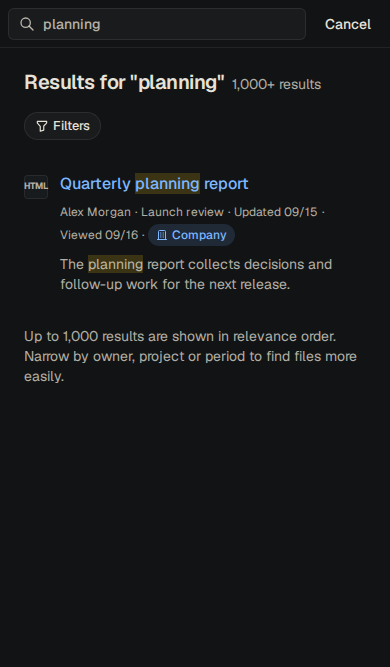 planning
Cancel
Results for "planning" 1,000+ results
Filters
HTML
Quarterly planning report
Alex Morgan · Launch review · Updated 09/15 ·
Viewed 09/16 · Company
The planning report collects decisions and
follow-up work for the next release.
Up to 1,000 results are shown in relevance order.
Narrow by owner, project or period to find files more
easily.